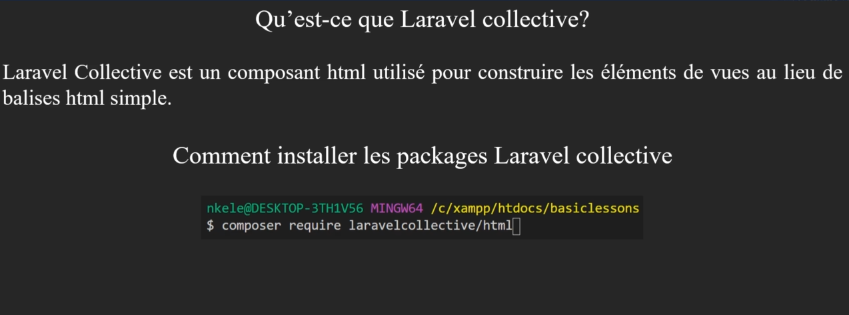 Qu’est-ce que Laravel collective?
Laravel Collective est un composant html utilisé pour construire les éléments de vues au lieu de
balises html simple.
Comment installer les packages Laravel collective
nkele@DESKTOP-3TH1V56 MINGW64 /c/xampp/htdocs/basiclessons
$ composer require laravelcollective/html